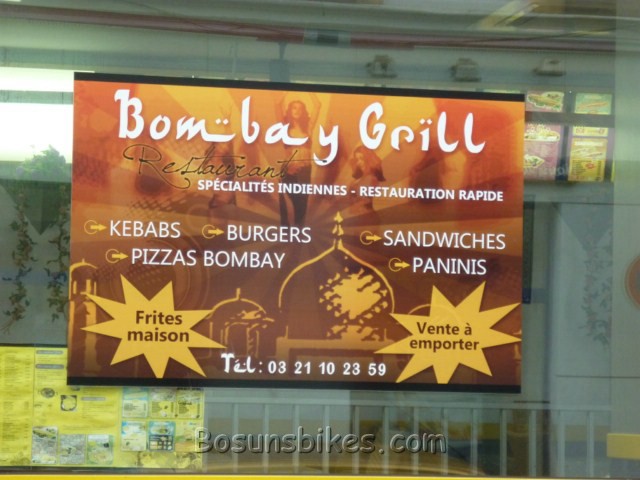 Bombay Grill
Restaurant
SPÉCIALITÉS INDIENNES - RESTAURATION RAPIDE
KEBABS BURGERS SANDWICHES
PIZZAS BOMBAY PANINIS
Frites
maison
Vente à
emporter
Tél : 03 21 10 23 59
Bosunsbikes.com